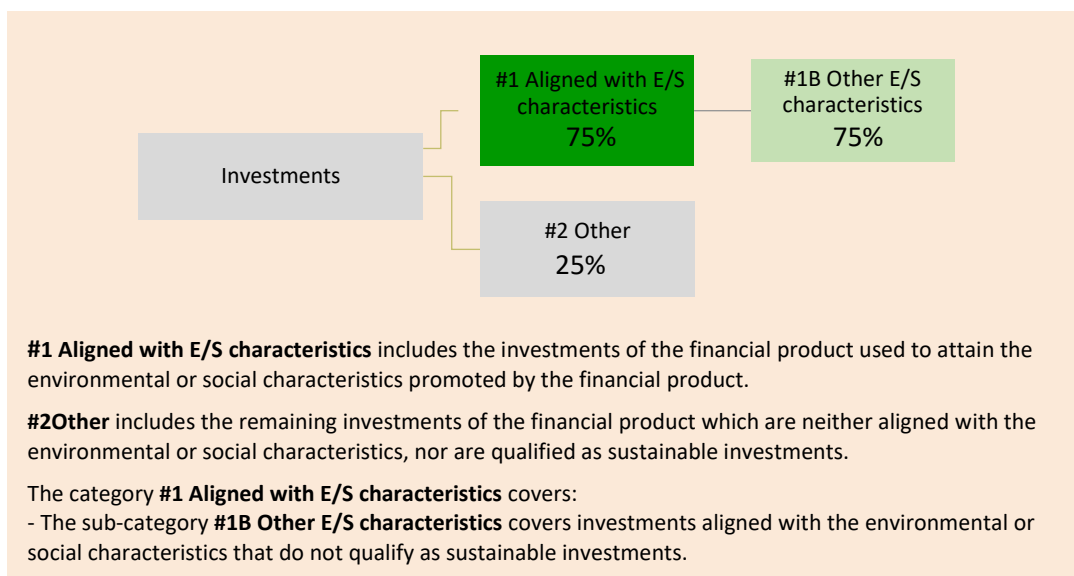 #1 Aligned with E/S
characteristics
75%
#1B Other E/S
characteristics
75%
Investments
#2 Other
25%
#1 Aligned with E/S characteristics includes the investments of the financial product used to attain the
environmental or social characteristics promoted by the financial product.
#2Other includes the remaining investments of the financial product which are neither aligned with the
environmental or social characteristics, nor are qualified as sustainable investments.
The category #1 Aligned with E/S characteristics covers:
- The sub-category #1B Other E/S characteristics covers investments aligned with the environmental or
social characteristics that do not qualify as sustainable investments.